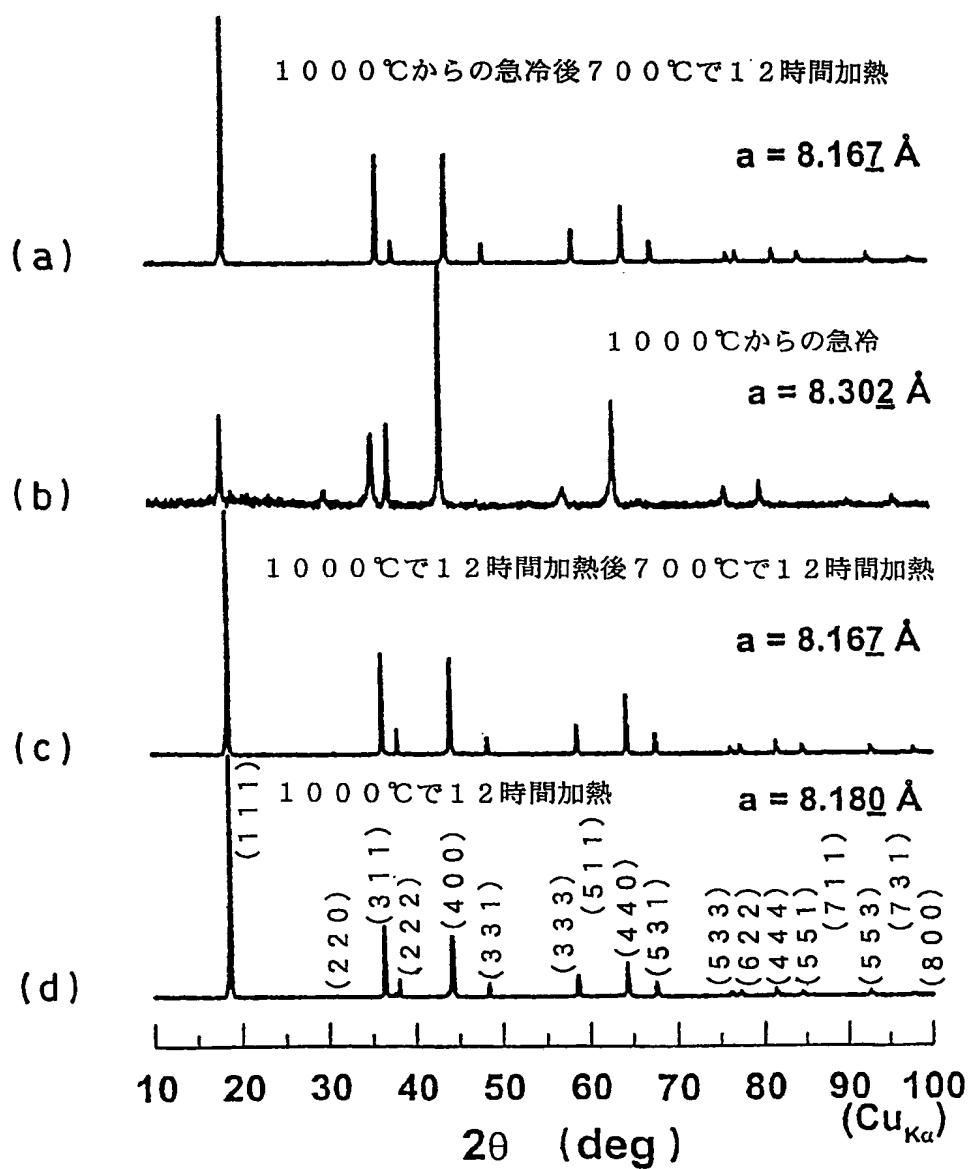 1000℃からの急冷後700℃で12時間加熱
a = 8.167 Å
(a)
1000℃からの急冷
a = 8.302 Å
(b)
1000℃で12時間加熱後700℃で12時間加熱
a = 8.167 Å
(c)
1000℃で12時間加熱
a = 8.180 Å
(d)
(111)
(220)
(311)
(222)
(400)
(331)
(333)
(511)
(440)
(531)
(533)
(622)
(444)
(551)
(711)
(553)
(731)
(800)
10 20 30 40 50 60 70 80 90 100
2θ (deg)
(CuKα)